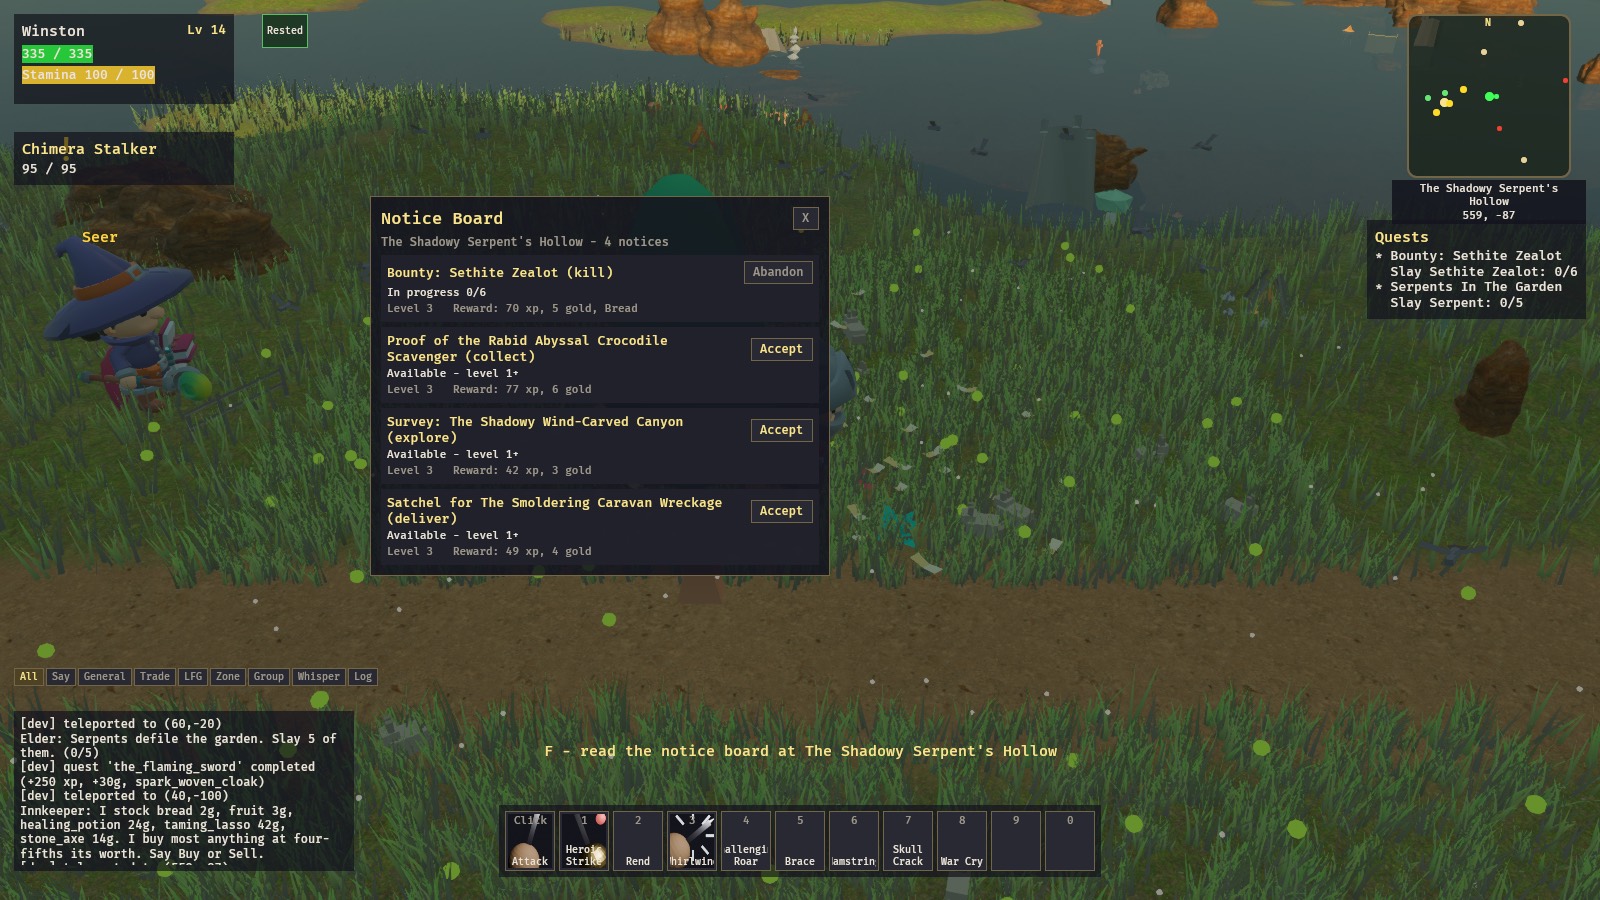 Winston Lv 14
335 / 335
Stamina 100 / 100
Rested
Chimera Stalker
95 / 95
Seer
N
The Shadowy Serpent's
Hollow
559, -87
Quests
* Bounty: Sethite Zealot
Slay Sethite Zealot: 0/6
* Serpents In The Garden
Slay Serpent: 0/5
Notice Board X
The Shadowy Serpent's Hollow - 4 notices
Bounty: Sethite Zealot (kill) Abandon
In progress 0/6
Level 3 Reward: 70 xp, 5 gold, Bread
Proof of the Rabid Abyssal Crocodile
Scavenger (collect)
Accept
Available - level 1+
Level 3 Reward: 77 xp, 6 gold
Survey: The Shadowy Wind-Carved Canyon
(explore)
Accept
Available - level 1+
Level 3 Reward: 42 xp, 3 gold
Satchel for The Smoldering Caravan Wreckage
(deliver)
Accept
Available - level 1+
Level 3 Reward: 49 xp, 4 gold
All Say General Trade LFG Zone Group Whisper Log
[dev] teleported to (60,-20)
Elder: Serpents defile the garden. Slay 5 of
them. (0/5)
[dev] quest 'the_flaming_sword' completed
(+250 xp, +30g, spark_woven_cloak)
[dev] teleported to (40,-100)
Innkeeper: I stock bread 2g, fruit 3g,
healing_potion 24g, taming_lasso 42g,
stone_axe 14g. I buy most anything at four-
fifths its worth. Say Buy or Sell.
F - read the notice board at The Shadowy Serpent's Hollow
Click 1 2 3 4 5 6 7 8 9 0
Attack
Heroic
Strike
Rend
hirlwind
allenging
Roar
Brace
amstring
Skull
Crack
War Cry